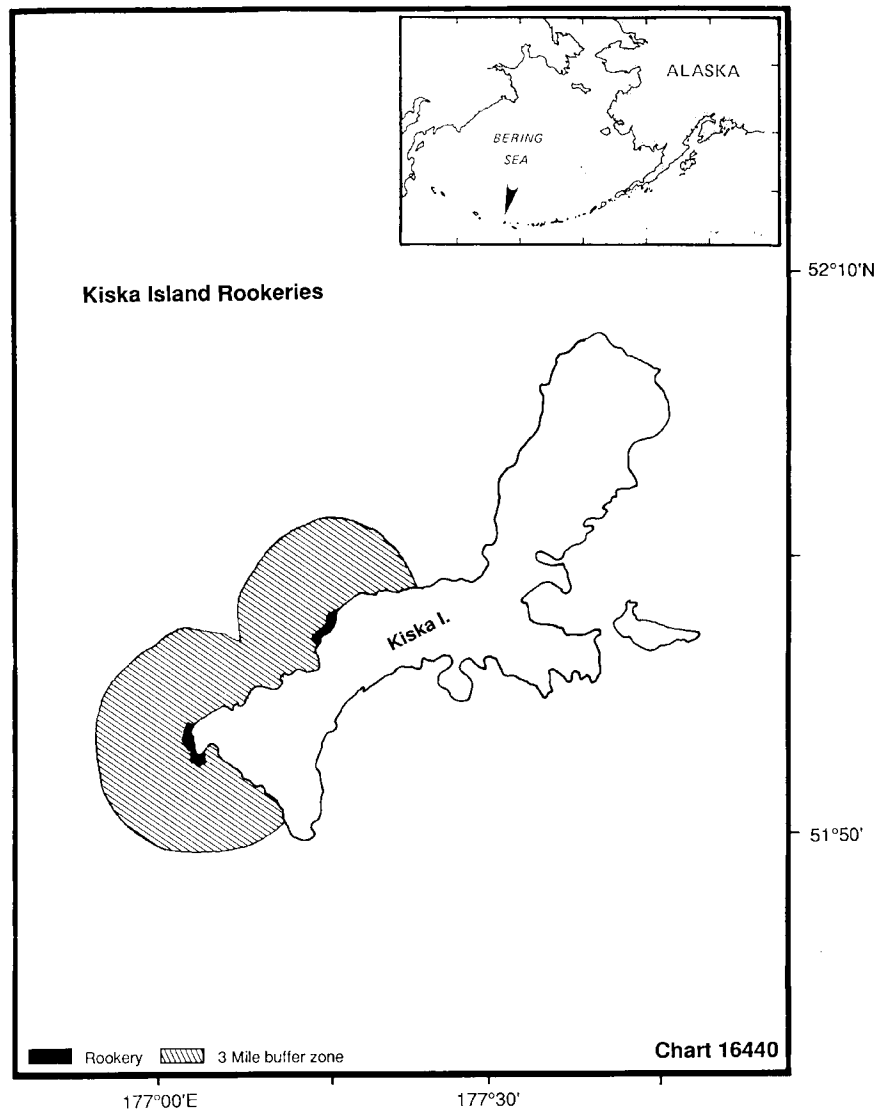 ALASKA
BERING
SEA
52°10'N
Kiska Island Rookeries
Kiska I.
51°50'
Rookery
3 Mile buffer zone
Chart 16440
177°00'E
177°30'